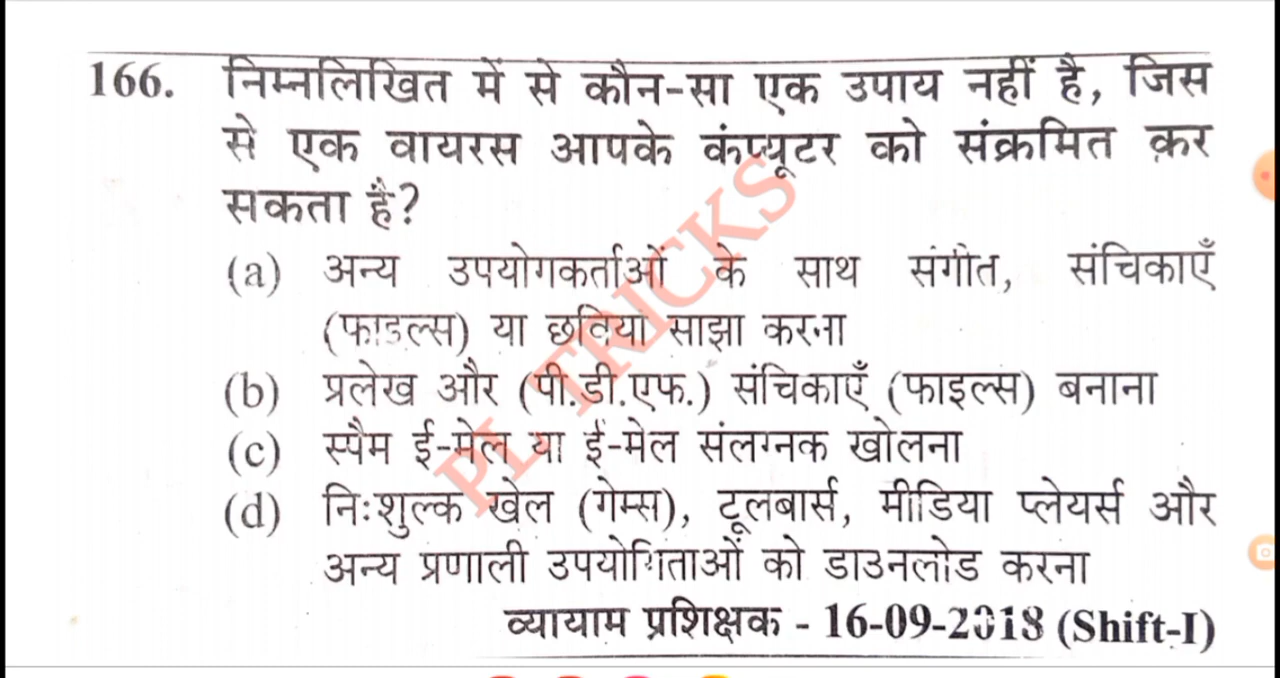 166. निम्नलिखित में से कौन-सा एक उपाय नहीं है, जिस
से एक वायरस आपके कंप्यूटर को संक्रमित कर
सकता है?
(a) अन्य उपयोगकर्ताओं के साथ संगीत, संचिकाएँ
(फाइल्स) या छविया साझा करना
(b) प्रलेख और (पी.डी.एफ.) संचिकाएँ (फाइल्स) बनाना
(c) स्पैम ई-मेल या ई-मेल संलग्नक खोलना
(d) निःशुल्क खेल (गेम्स), टूलबार्स, मीडिया प्लेयर्स और
अन्य प्रणाली उपयोगिताओं को डाउनलोड करना
व्यायाम प्रशिक्षक - 16-09-2018 (Shift-I)
PL TRICKS